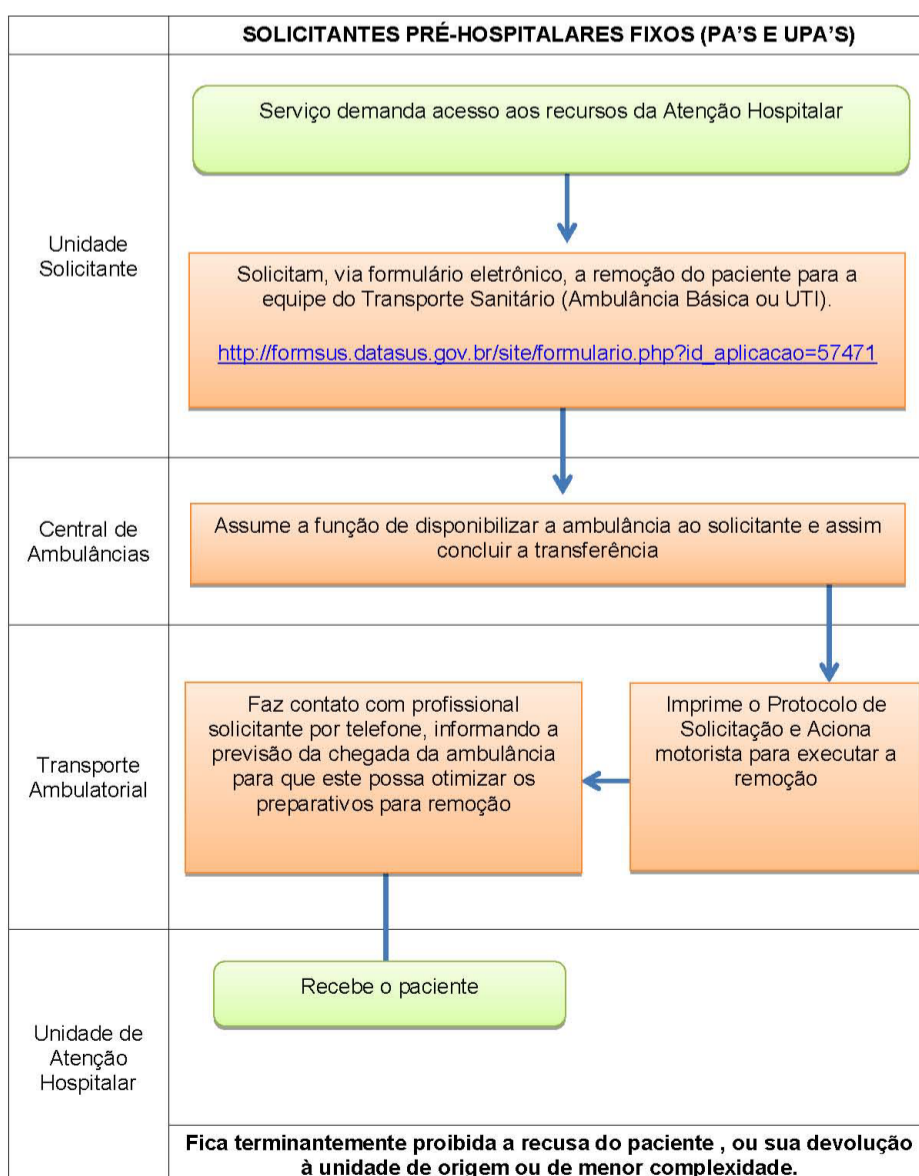 SOLICITANTES PRÉ-HOSPITALARES FIXOS (PA'S E UPA'S)
Unidade
Solicitante
Serviço demanda acesso aos recursos da Atenção Hospitalar
Solicitam, via formulário eletrônico, a remoção do paciente para a
equipe do Transporte Sanitário (Ambulância Básica ou UTI).
http://formsus.datasus.gov.br/site/formulario.php?id_aplicacao=57471
Central de
Ambulâncias
Assume a função de disponibilizar a ambulância ao solicitante e assim
concluir a transferência
Transporte
Ambulatorial
Faz contato com profissional
solicitante por telefone, informando a
previsão da chegada da ambulância
para que este possa otimizar os
preparativos para remoção
Imprime o Protocolo de
Solicitação e Aciona
motorista para executar a
remoção
Unidade de
Atenção
Hospitalar
Recebe o paciente
Fica terminantemente proibida a recusa do paciente , ou sua devolução
à unidade de origem ou de menor complexidade.